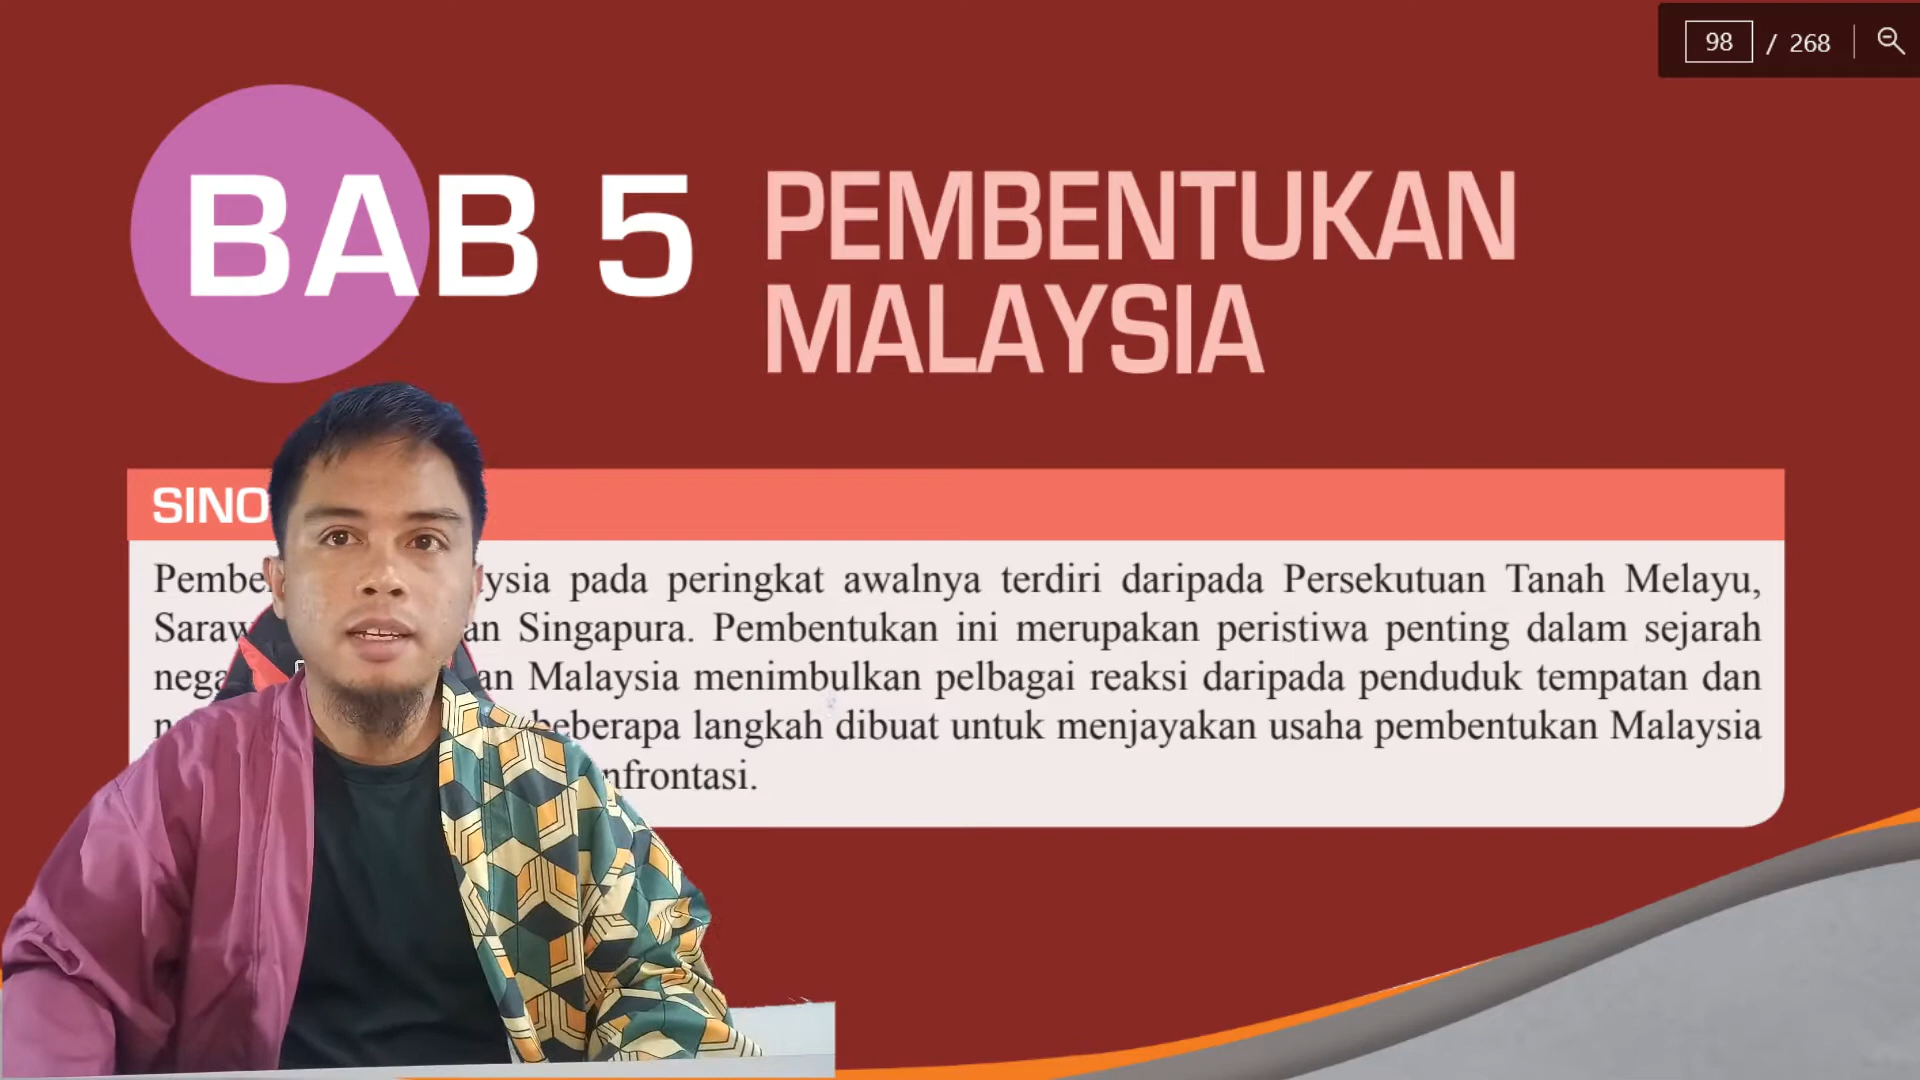 98 / 268
BAB 5
PEMBENTUKAN
MALAYSIA
SINO
Pembe ysia pada peringkat awalnya terdiri daripada Persekutuan Tanah Melayu,
Saraw an Singapura. Pembentukan ini merupakan peristiwa penting dalam sejarah
nega an Malaysia menimbulkan pelbagai reaksi daripada penduduk tempatan dan
beberapa langkah dibuat untuk menjayakan usaha pembentukan Malaysia
nfrontasi.